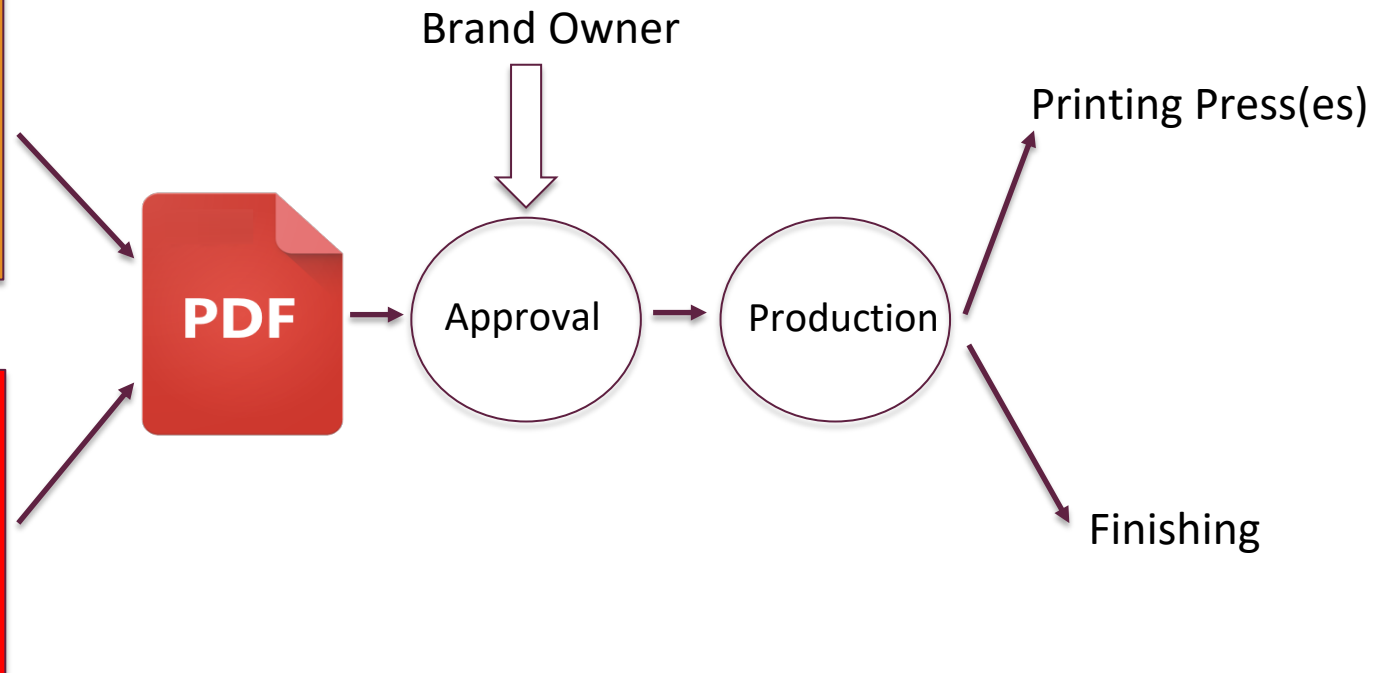 Brand Owner
Printing Press(es)
PDF
Approval
Production
Finishing